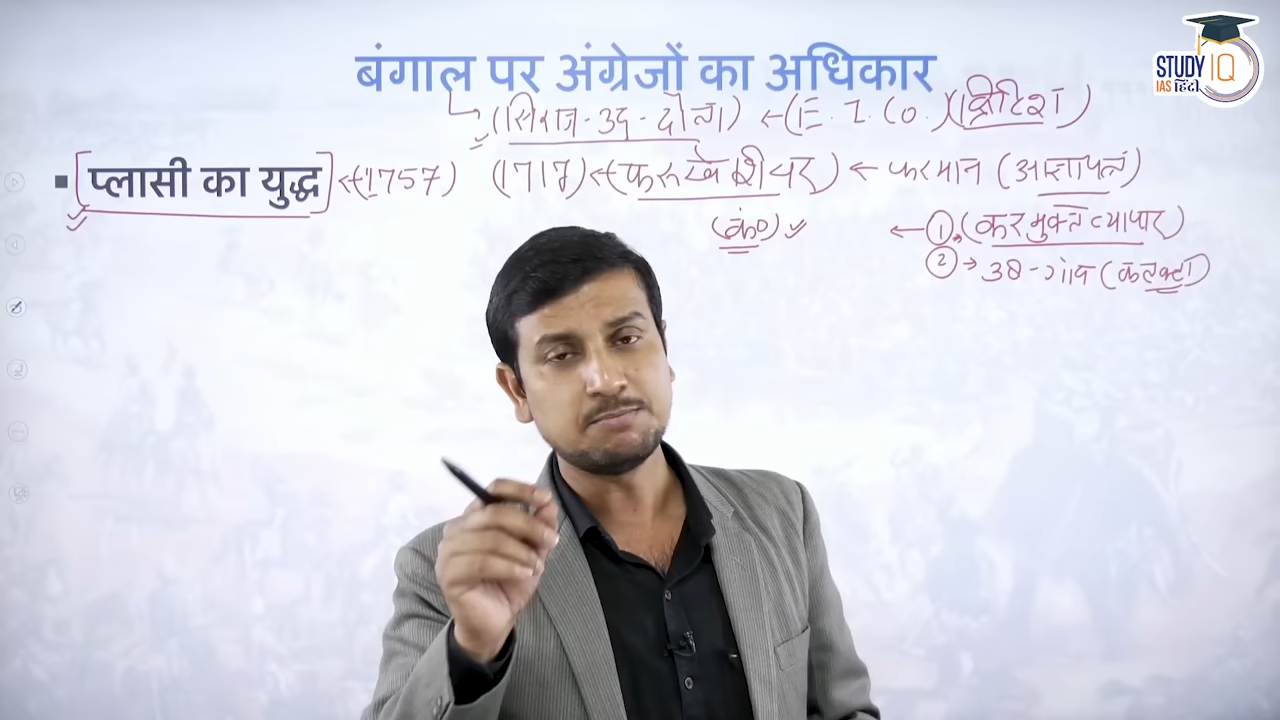 STUDY IQ
IAS हिंदी
बंगाल पर अंग्रेजों का अधिकार
(सिराज-उद-दौला) ← (E. I. Co.) (ब्रिटिश)
▪ [प्लासी का युद्ध] ← (1757) (1717) ← (फरुखशियर) ← फरमान (आज्ञापत्र)
(कं०) ← ① (करमुक्त व्यापार)
② → 38-गांव (कलकत्ता)